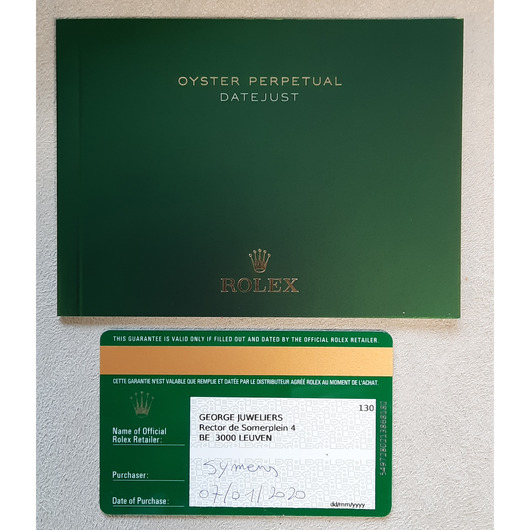 OYSTER PERPETUAL
DATEJUST
ROLEX
THIS GUARANTEE IS VALID ONLY IF FILLED OUT AND DATED BY THE OFFICIAL ROLEX RETAILER.
CETTE GARANTIE N'EST VALABLE QUE REMPLIE ET DATÉE PAR LE DISTRIBUTEUR AGRÉÉ ROLEX AU MOMENT DE L'ACHAT.
130
Name of Official
Rolex Retailer:
GEORGE JUWELIERS
Rector de Somerplein 4
BE 3000 LEUVEN
Purchaser:
Symens
Date of Purchase:
07/01/2020
dd/mm/yyyy